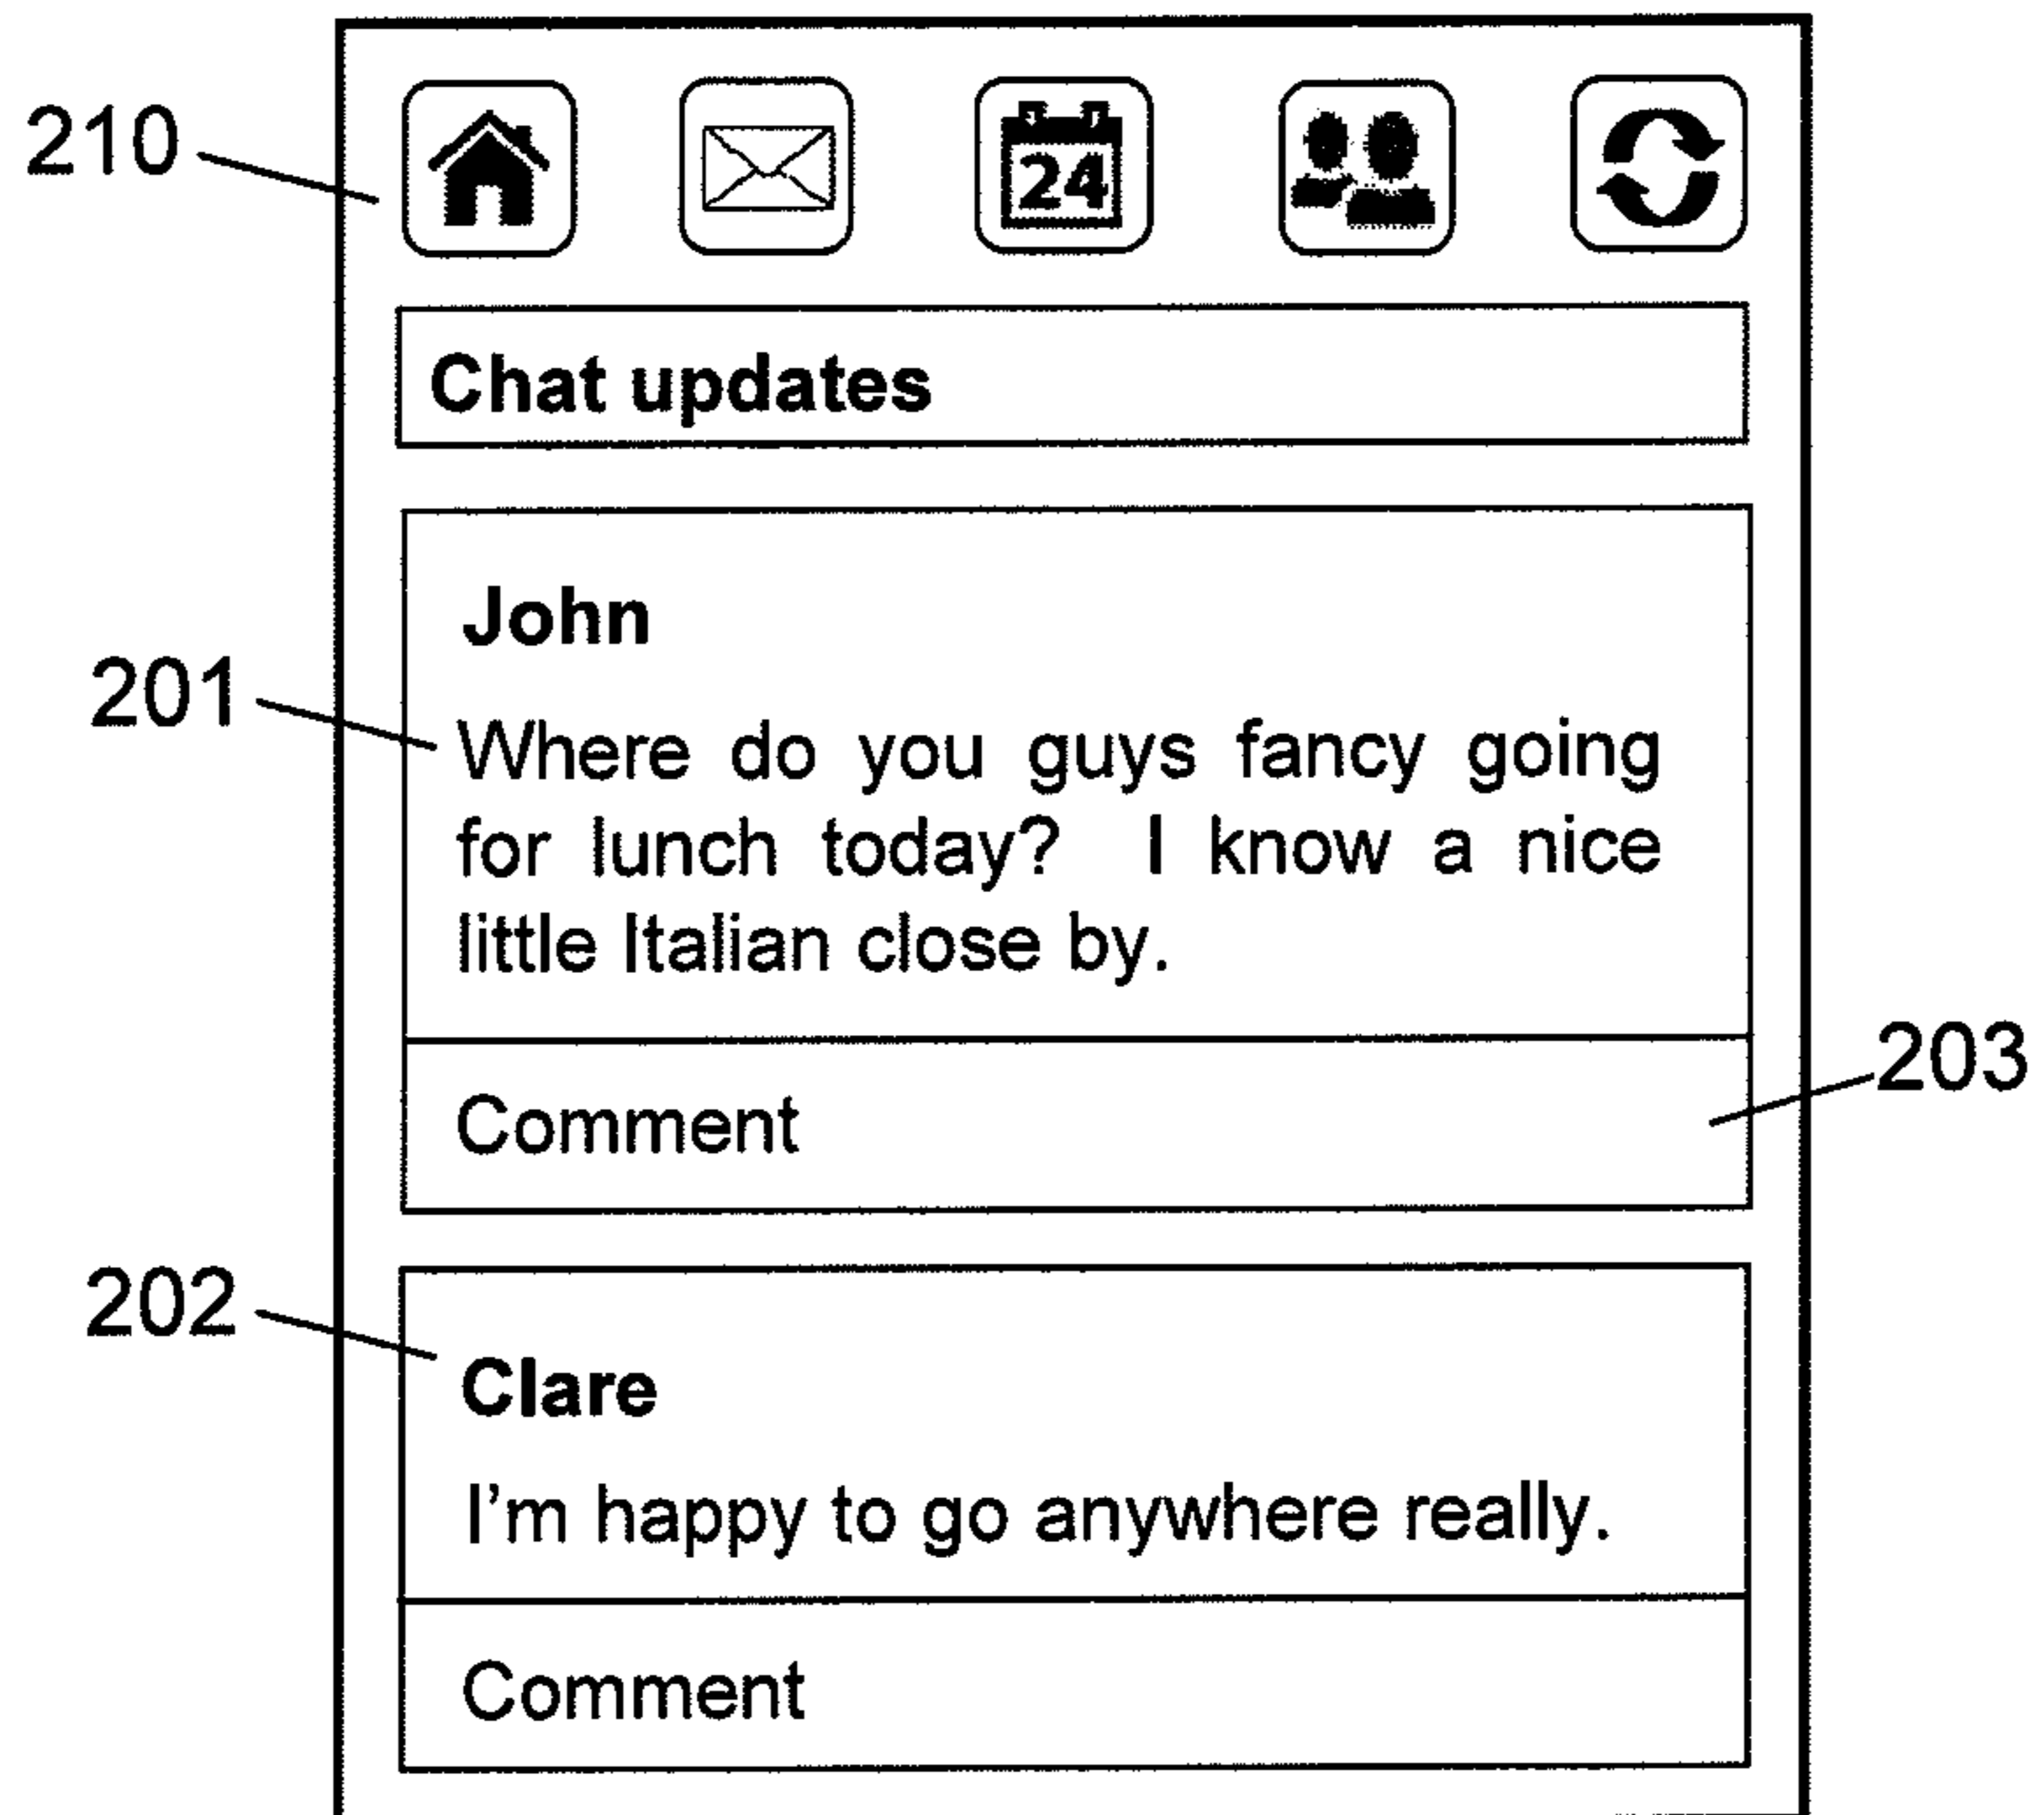 210
24
Chat updates
John
201
Where do you guys fancy going
for lunch today? I know a nice
little Italian close by.
203
Comment
202
Clare
I'm happy to go anywhere really.
Comment